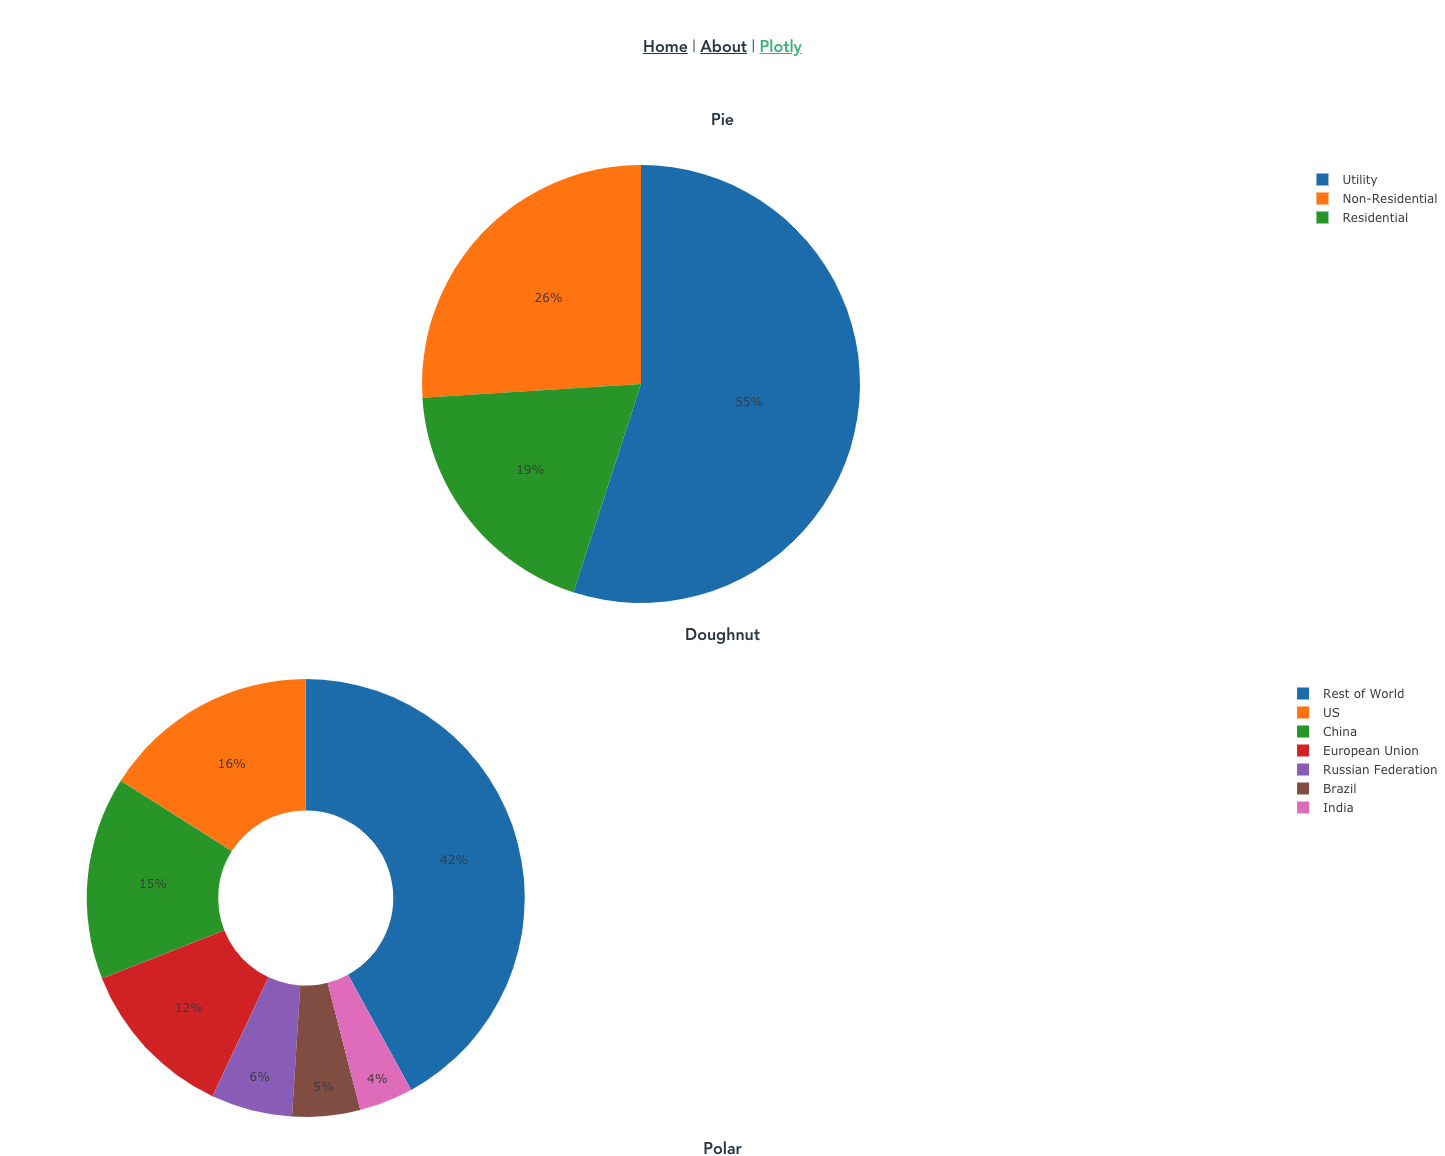 Home | About | Plotly
Pie
Utility
Non-Residential
Residential
26%
55%
19%
Doughnut
Rest of World
US
China
European Union
Russian Federation
Brazil
India
16%
42%
15%
12%
6%
5%
4%
Polar